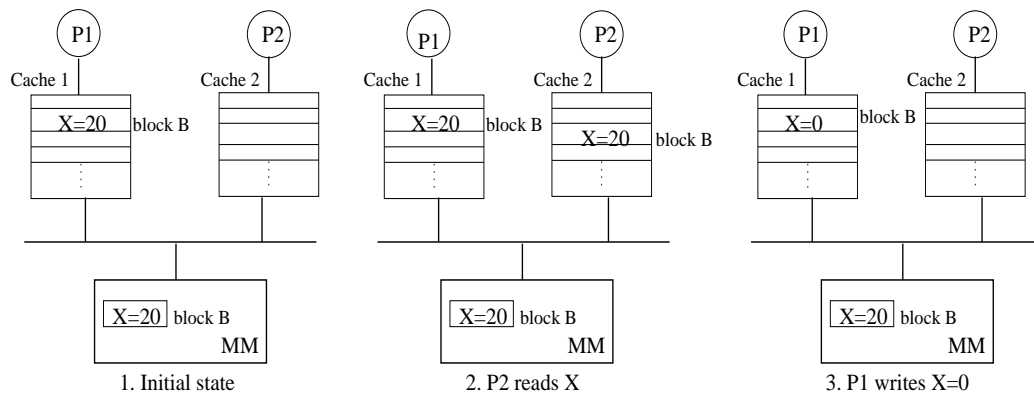 P1 P2
Cache 1 Cache 2
X=20 block B
X=20 block B
MM
1. Initial state
P1 P2
Cache 1 Cache 2
X=20 block B
X=20 block B
X=20 block B
MM
2. P2 reads X
P1 P2
Cache 1 Cache 2
X=0 block B
X=20 block B
MM
3. P1 writes X=0